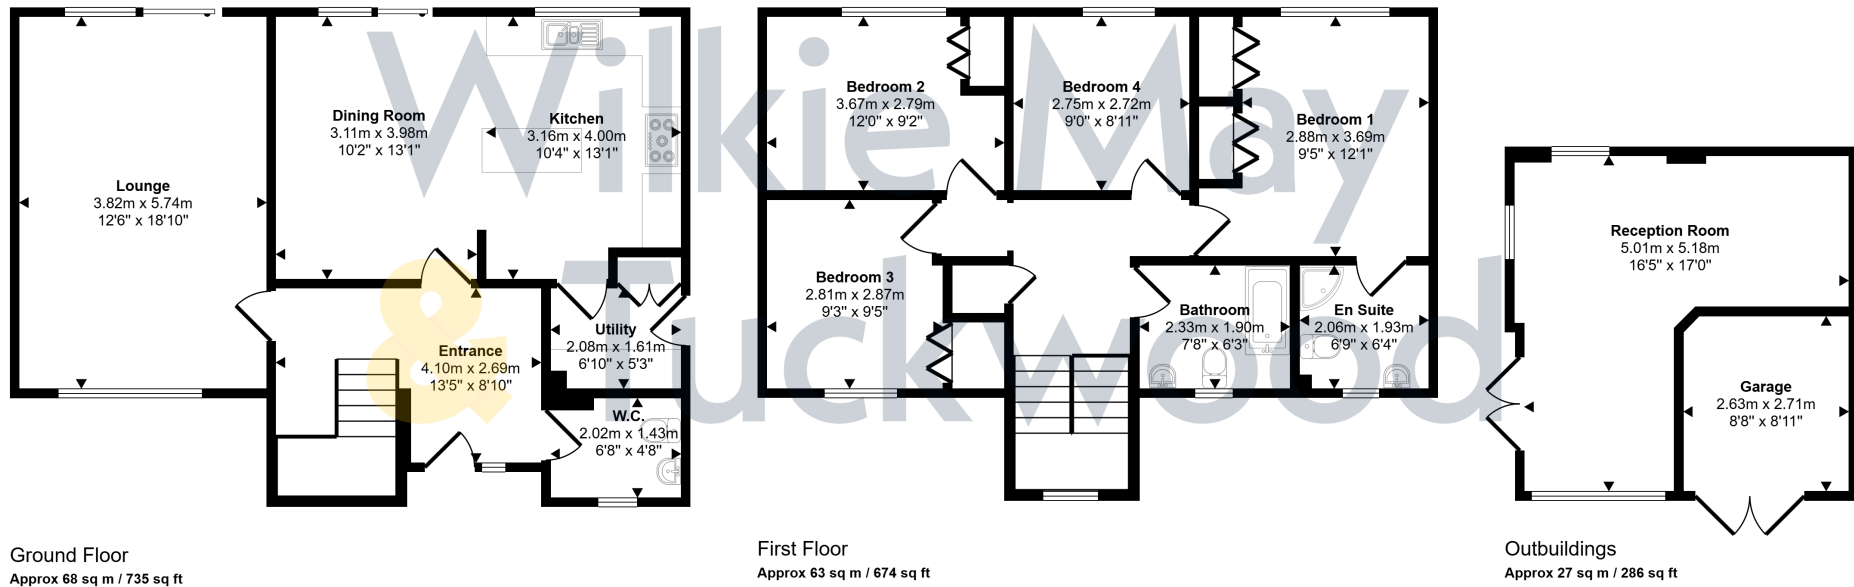 Wilkie May
& Tuckwood
Lounge
3.82m x 5.74m
12'6" x 18'10"
Dining Room
3.11m x 3.98m
10'2" x 13'1"
Kitchen
3.16m x 4.00m
10'4" x 13'1"
Entrance
4.10m x 2.69m
13'5" x 8'10"
Utility
2.08m x 1.61m
6'10" x 5'3"
W.C.
2.02m x 1.43m
6'8" x 4'8"
Ground Floor
Approx 68 sq m / 735 sq ft
Bedroom 2
3.67m x 2.79m
12'0" x 9'2"
Bedroom 4
2.75m x 2.72m
9'0" x 8'11"
Bedroom 1
2.88m x 3.69m
9'5" x 12'1"
Bedroom 3
2.81m x 2.87m
9'3" x 9'5"
Bathroom
2.33m x 1.90m
7'8" x 6'3"
En Suite
2.06m x 1.93m
6'9" x 6'4"
First Floor
Approx 63 sq m / 674 sq ft
Reception Room
5.01m x 5.18m
16'5" x 17'0"
Garage
2.63m x 2.71m
8'8" x 8'11"
Outbuildings
Approx 27 sq m / 286 sq ft